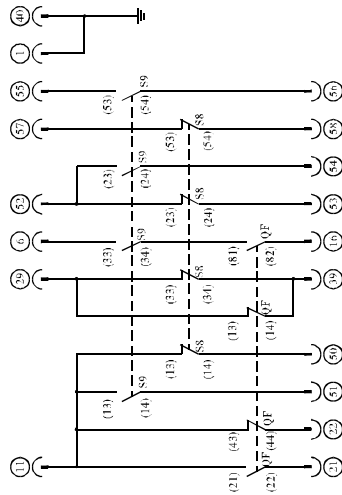 40
1
55 (53) S9 (54) 56
57 (53) S8 (54) 58
(23) S9 (24) 54
52 (23) S8 (24) 53
6 (33) S9 (34) (81) QF (82) 16
29 (33) S8 (34) 39
(13) QF (14)
(13) S8 (14) 50
(13) S9 (14) 51
(43) QF (44) 22
11 (21) QF (22) 21